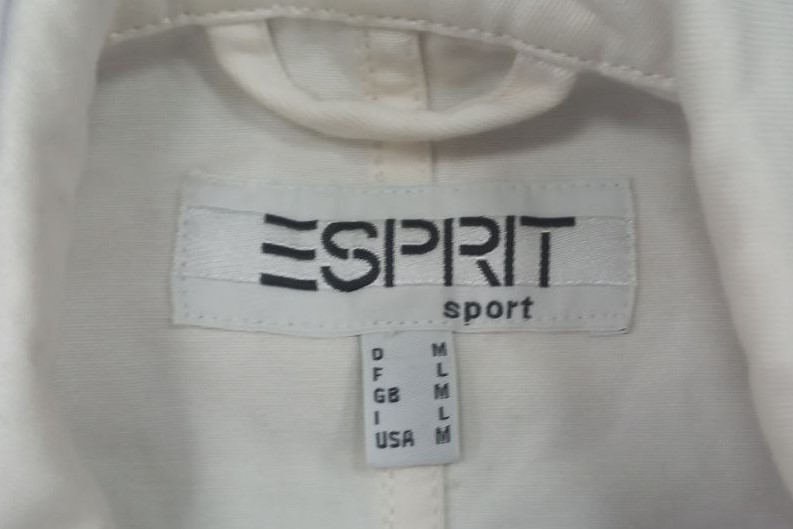 ESPRIT
sport
D M
F L
GB M
I L
USA M